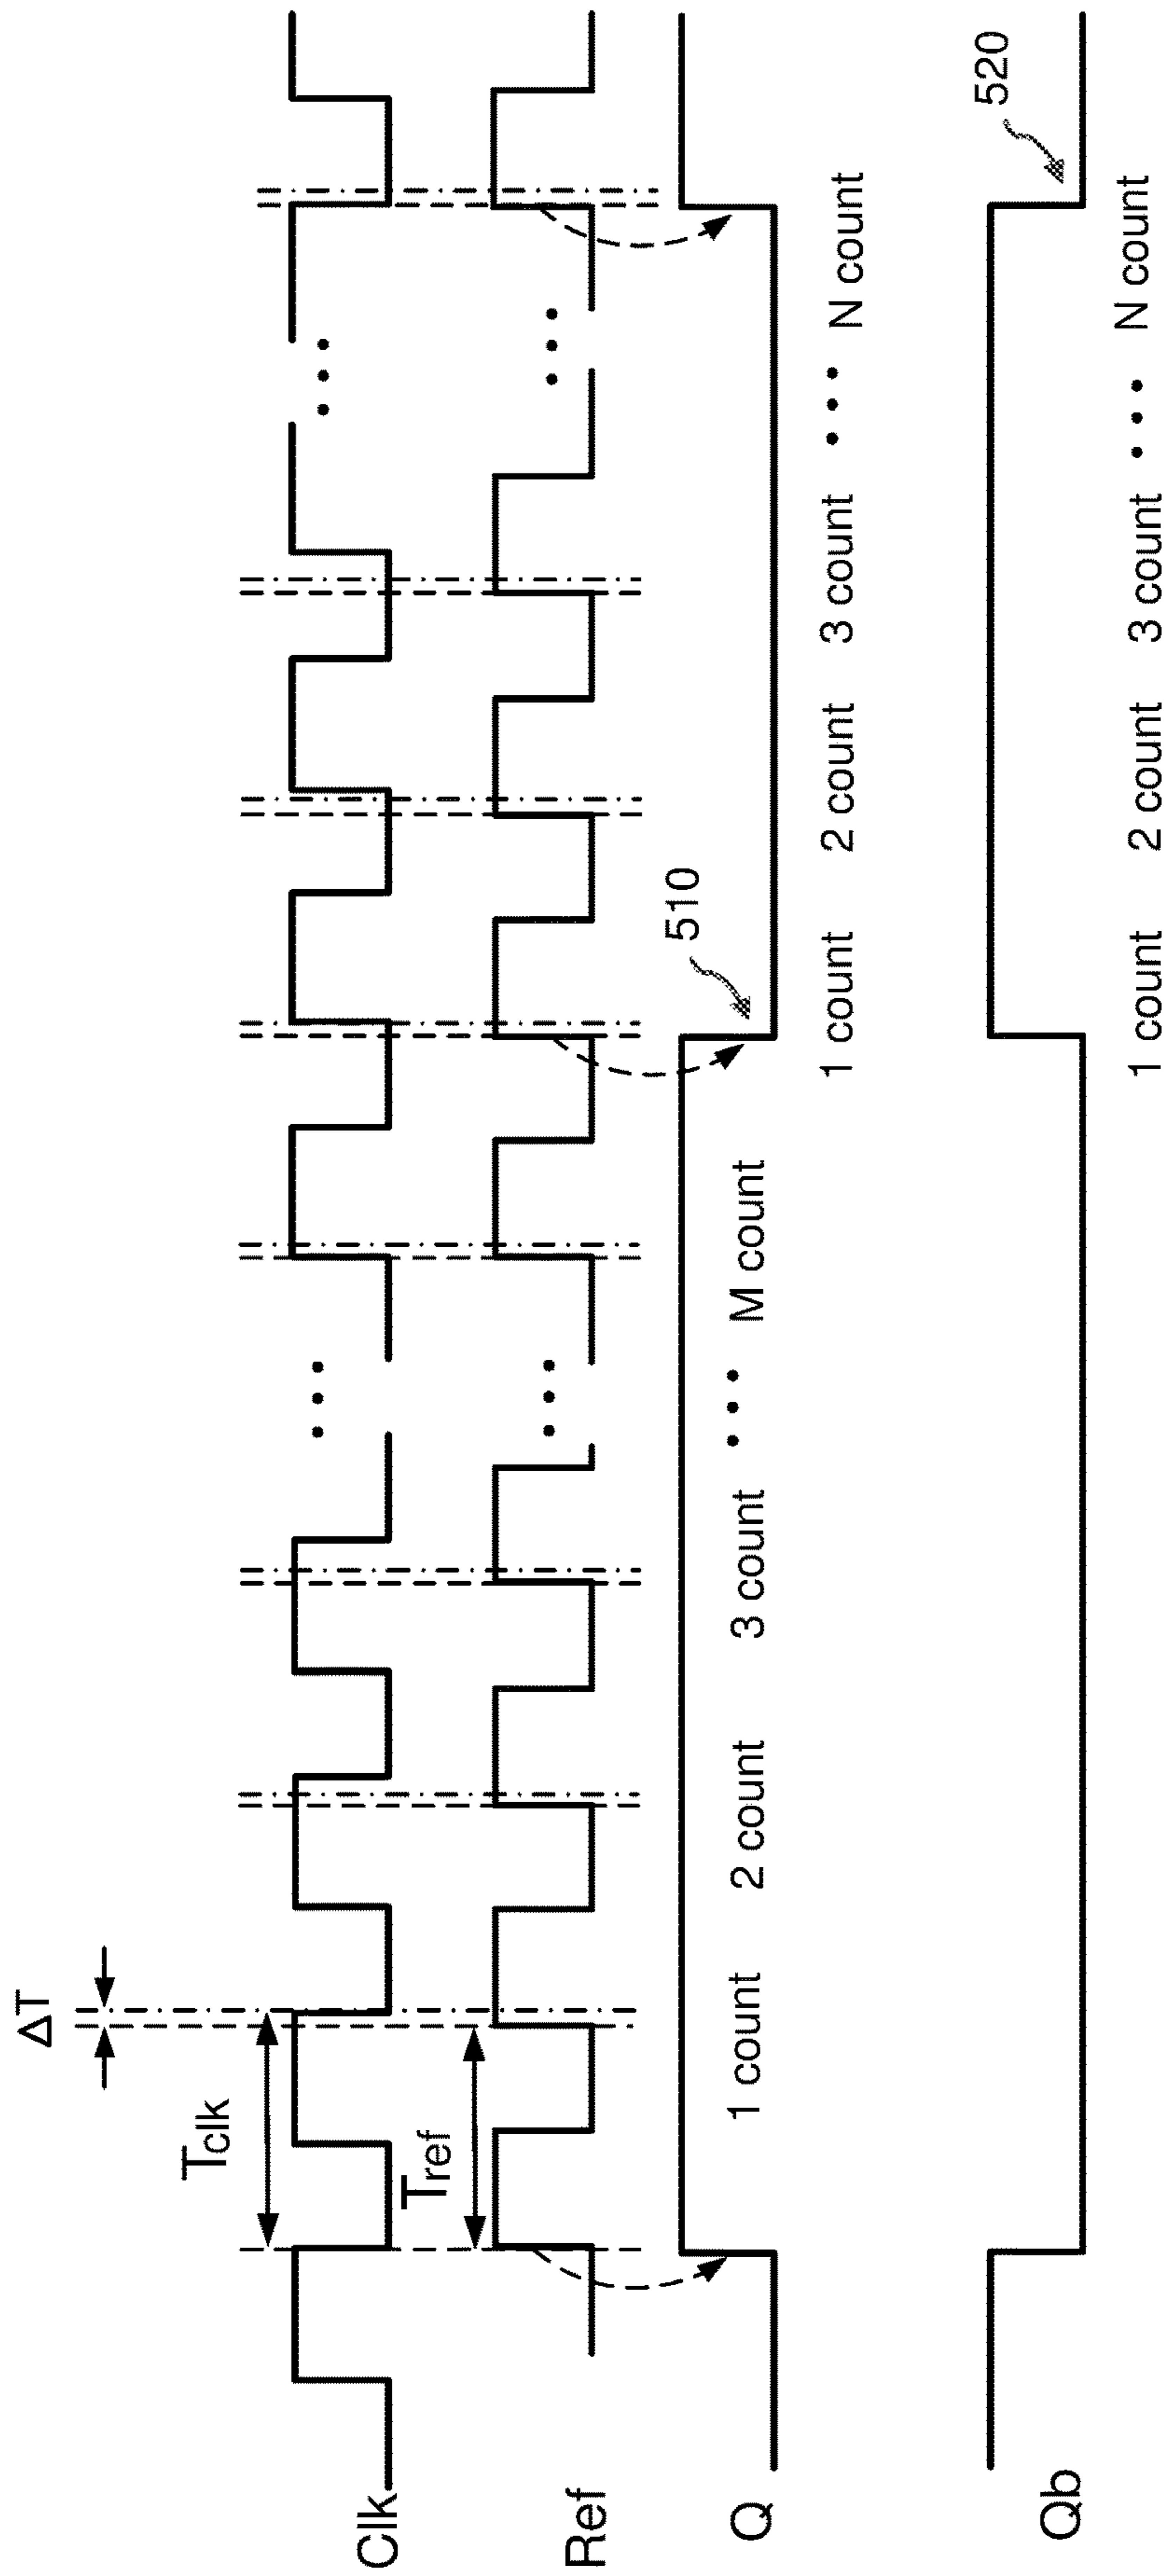 ΔT
Tclk
Clk
Tref
Ref
510
Q
1 count 2 count 3 count ••• M count
1 count 2 count 3 count ••• N count
520
Qb
1 count 2 count 3 count ••• N count